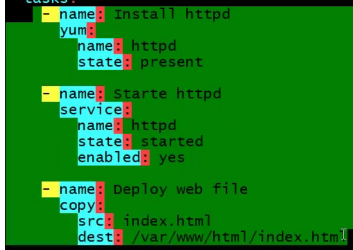 tasks:
- name: Install httpd
yum:
name: httpd
state: present
- name: Starte httpd
service:
name: httpd
state: started
enabled: yes
- name: Deploy web file
copy:
src: index.html
dest: /var/www/html/index.html